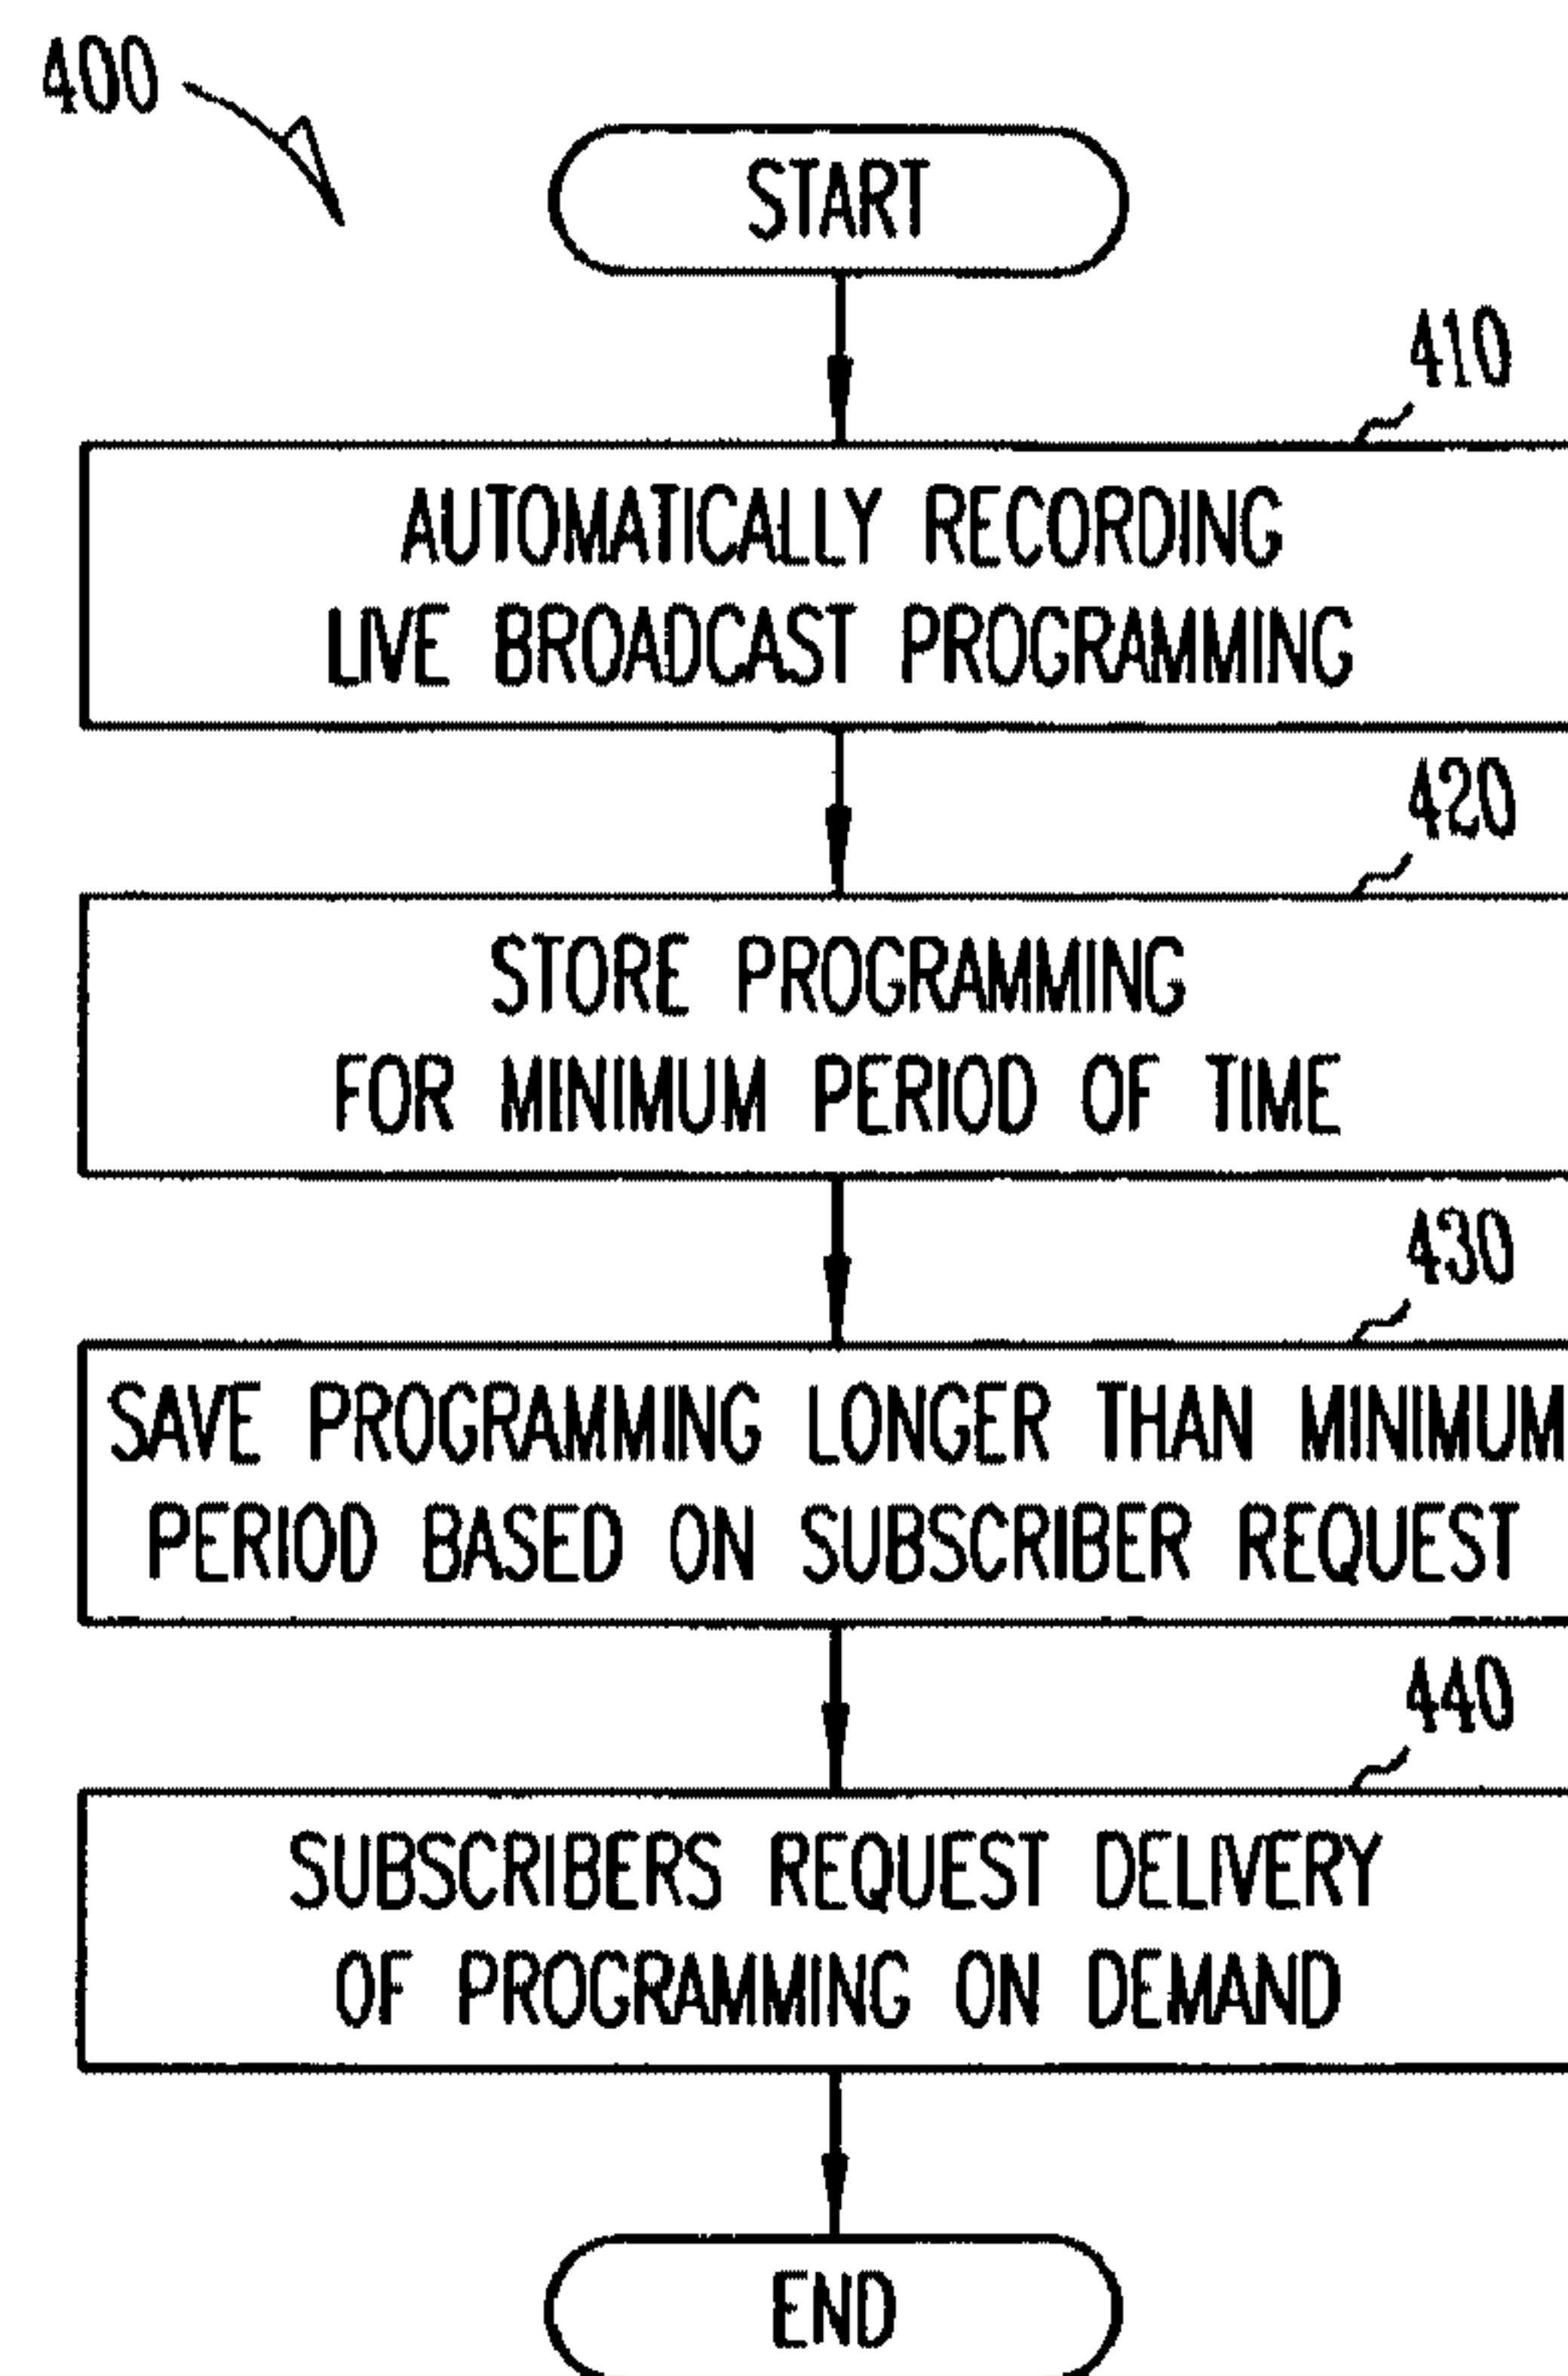 400
START
410
AUTOMATICALLY RECORDING
LIVE BROADCAST PROGRAMMING
420
STORE PROGRAMMING
FOR MINIMUM PERIOD OF TIME
430
SAVE PROGRAMMING LONGER THAN MINIMUM
PERIOD BASED ON SUBSCRIBER REQUEST
440
SUBSCRIBERS REQUEST DELIVERY
OF PROGRAMMING ON DEMAND
END